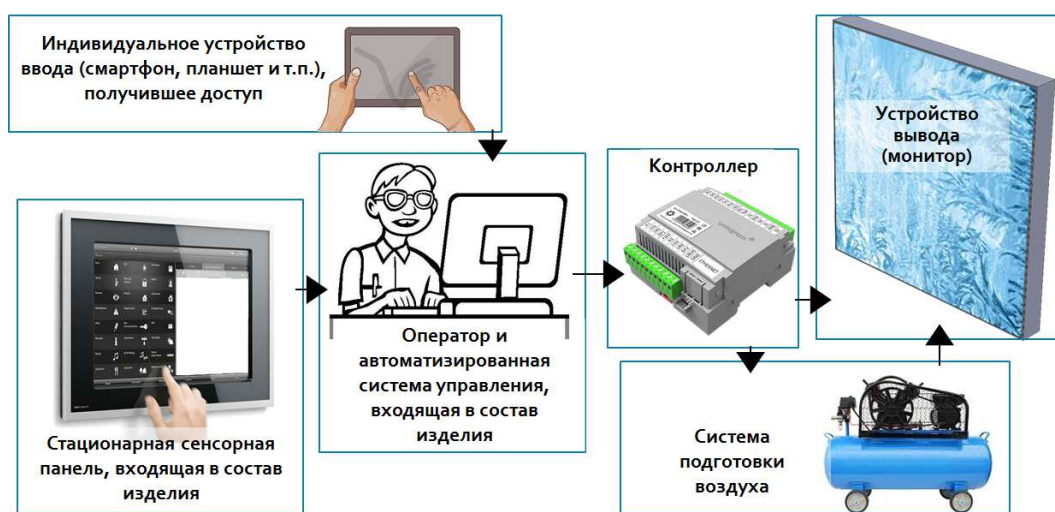 Индивидуальное устройство
ввода (смартфон, планшет и т.п.),
получившее доступ
Стационарная сенсорная
панель, входящая в состав
изделия
Оператор и
автоматизированная
система управления,
входящая в состав
изделия
Контроллер
ETHERNET
Система
подготовки
воздуха
Устройство
вывода
(монитор)